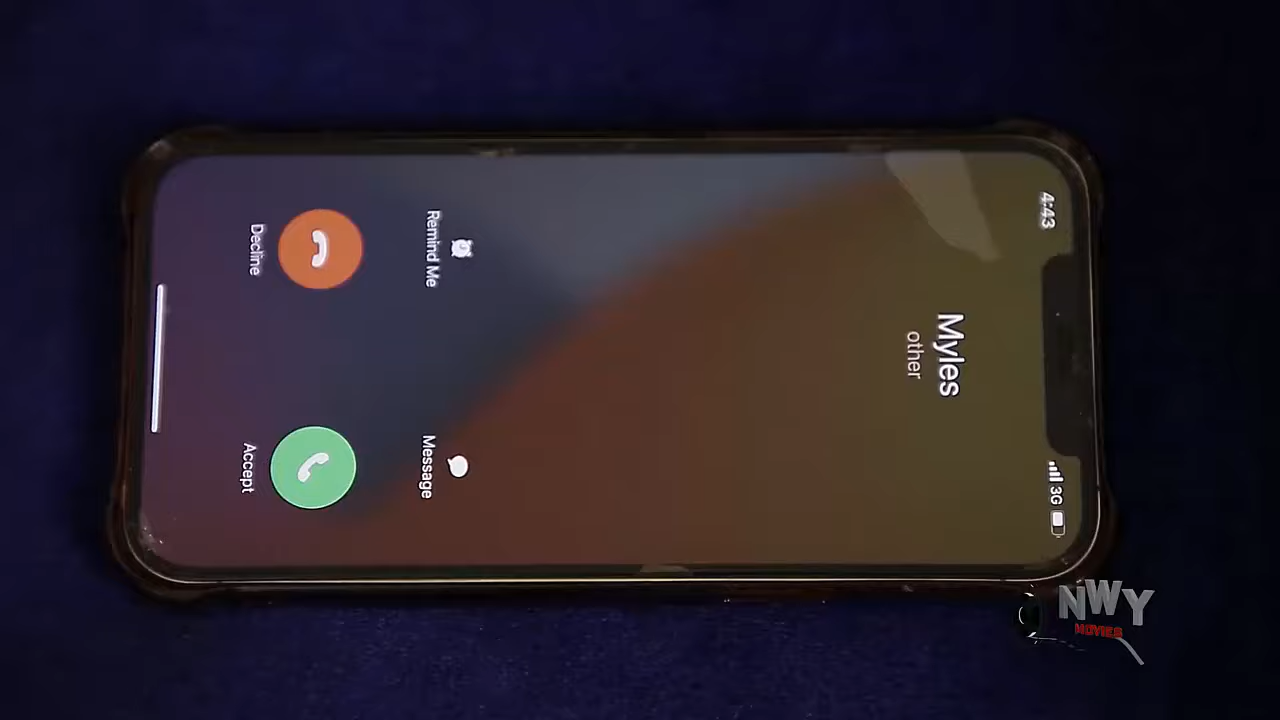 4:43
3G
Myles
other
Remind Me
Message
Decline
Accept
NWY
MOVIES